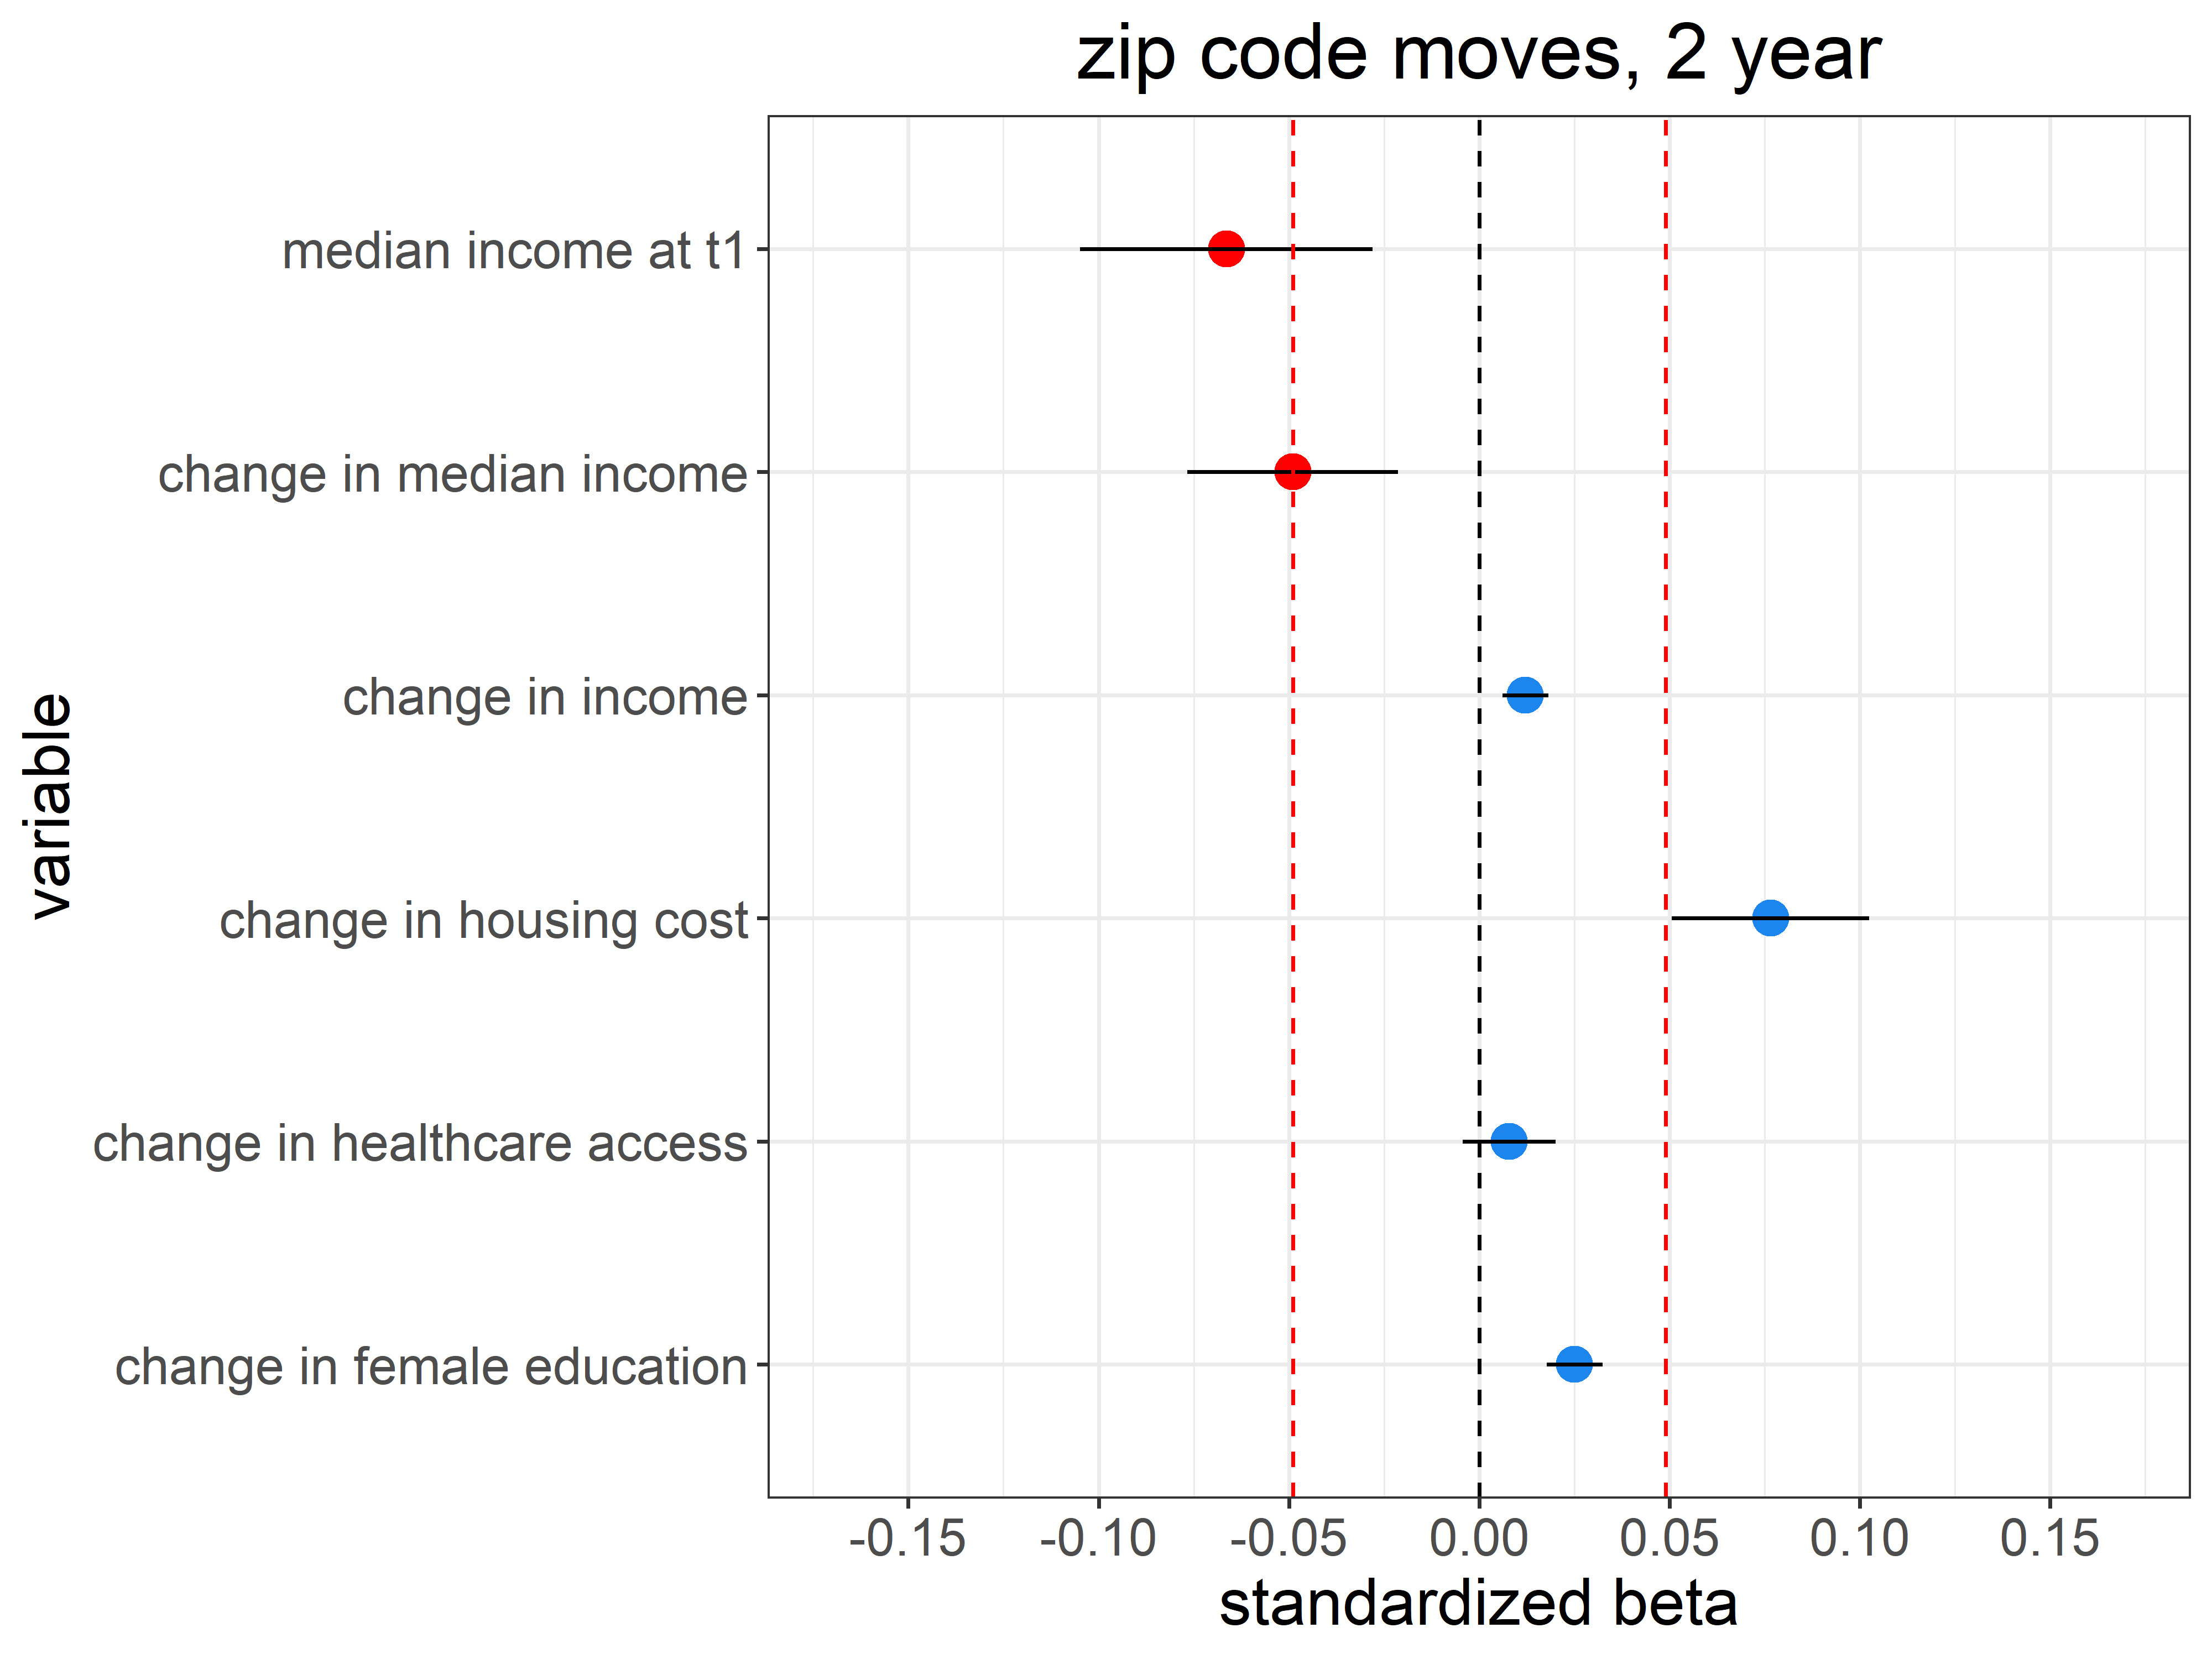 zip code moves, 2 year
variable
median income at t1
change in median income
change in income
change in housing cost
change in healthcare access
change in female education
-0.15 -0.10 -0.05 0.00 0.05 0.10 0.15
standardized beta